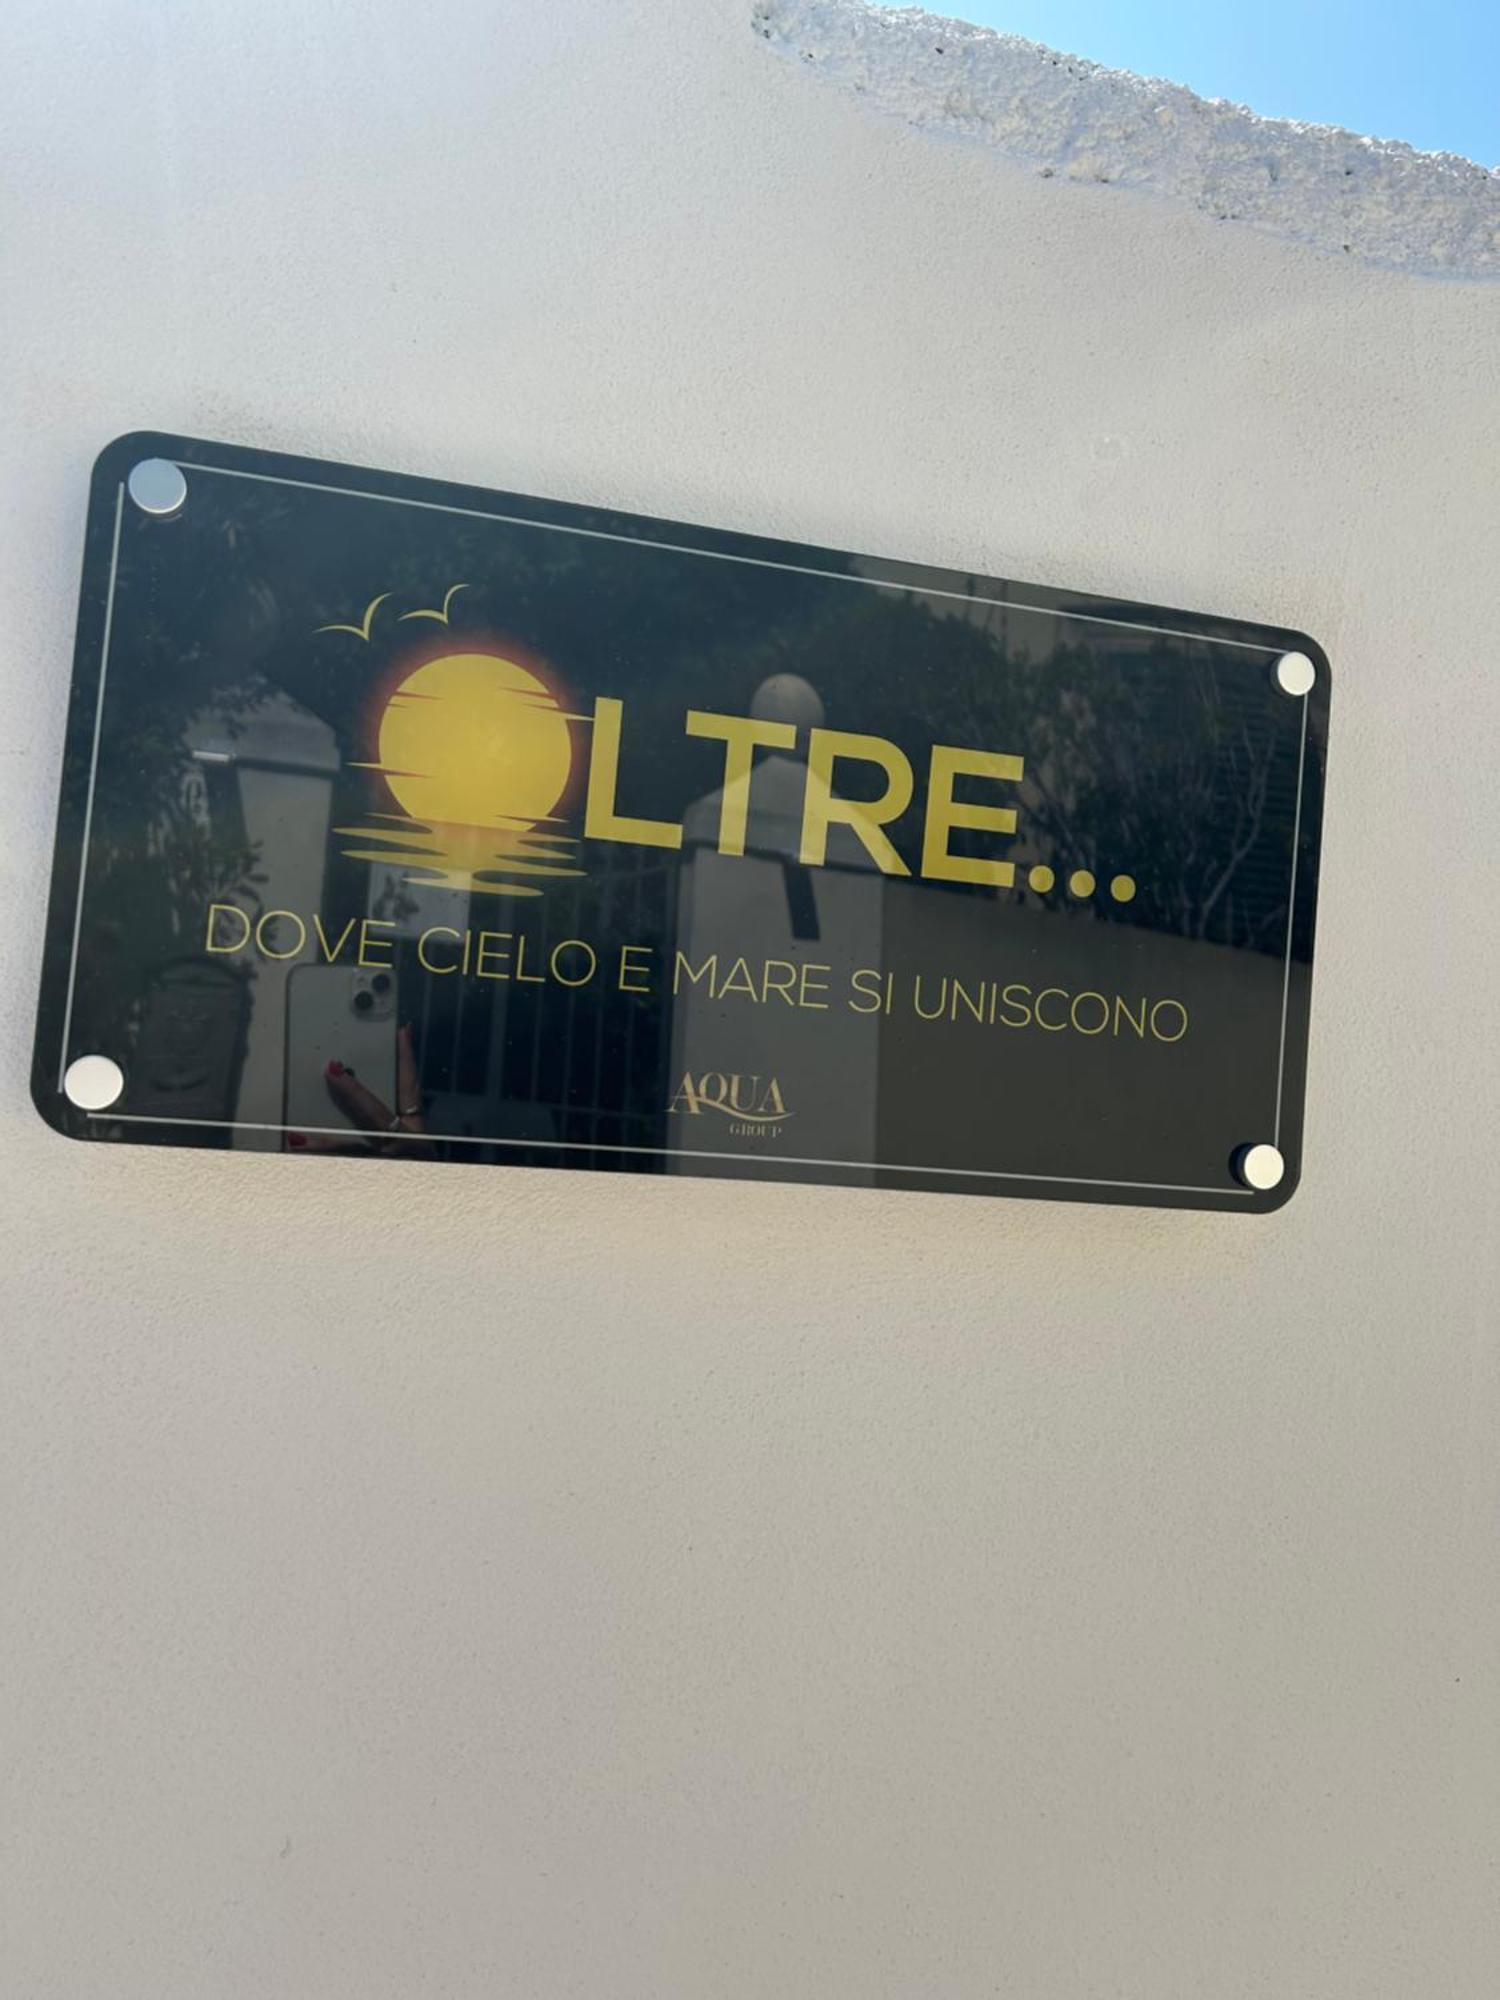 OLTRE...
DOVE CIELO E MARE SI UNISCONO
AQUA
GROUP